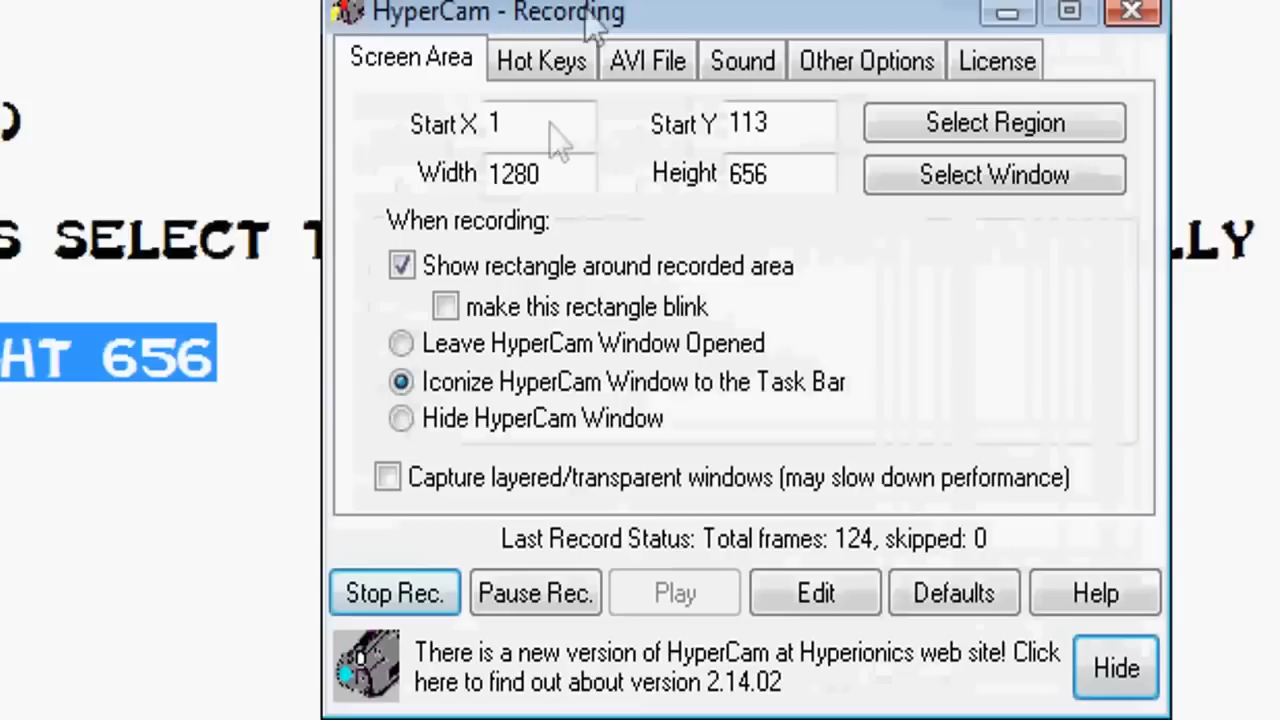 HyperCam - Recording
Screen Area Hot Keys AVI File Sound Other Options License
Start X 1 Start Y 113 Select Region
Width 1280 Height 656 Select Window
S SELECT LLY
When recording:
Show rectangle around recorded area
make this rectangle blink
HT 656
Leave HyperCam Window Opened
Iconize HyperCam Window to the Task Bar
Hide HyperCam Window
Capture layered/transparent windows (may slow down performance)
Last Record Status: Total frames: 124, skipped: 0
Stop Rec. Pause Rec. Play Edit Defaults Help
There is a new version of HyperCam at Hyperionics web site! Click
here to find out about version 2.14.02
Hide